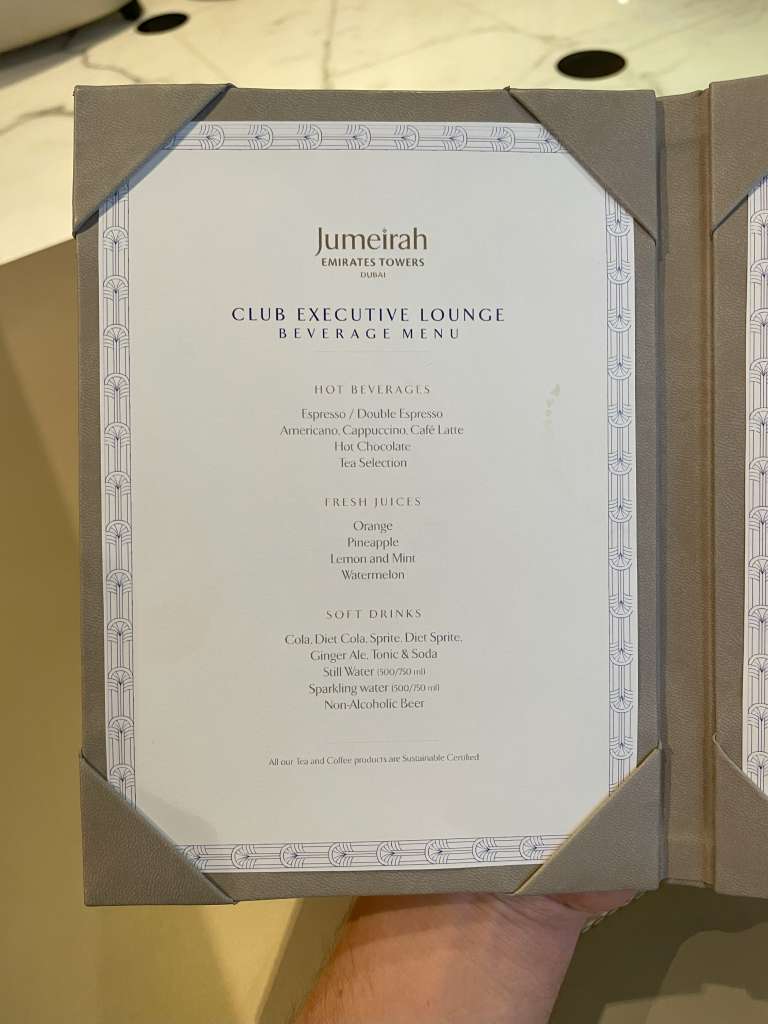 Jumeirah
EMIRATES TOWERS
DUBAI
CLUB EXECUTIVE LOUNGE
BEVERAGE MENU
HOT BEVERAGES
Espresso / Double Espresso
Americano, Cappuccino, Café Latte
Hot Chocolate
Tea Selection
FRESH JUICES
Orange
Pineapple
Lemon and Mint
Watermelon
SOFT DRINKS
Cola, Diet Cola, Sprite, Diet Sprite,
Ginger Ale, Tonic & Soda
Still Water (500/750 ml)
Sparkling water (500/750 ml)
Non-Alcoholic Beer
All our Tea and Coffee products are Sustainable Certified